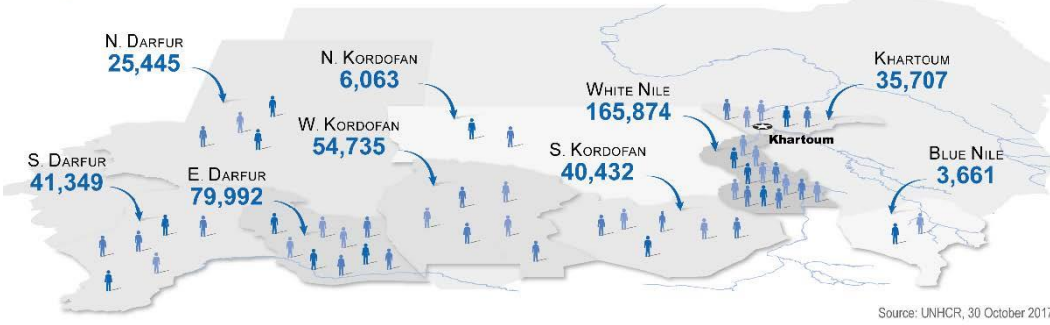 N. DARFUR
25,445
N. KORDOFAN
6,063
KHARTOUM
35,707
WHITE NILE
165,874
W. KORDOFAN
54,735
Khartoum
S. DARFUR
41,349
E. DARFUR
79,992
S. KORDOFAN
40,432
BLUE NILE
3,661
Source: UNHCR, 30 October 2017